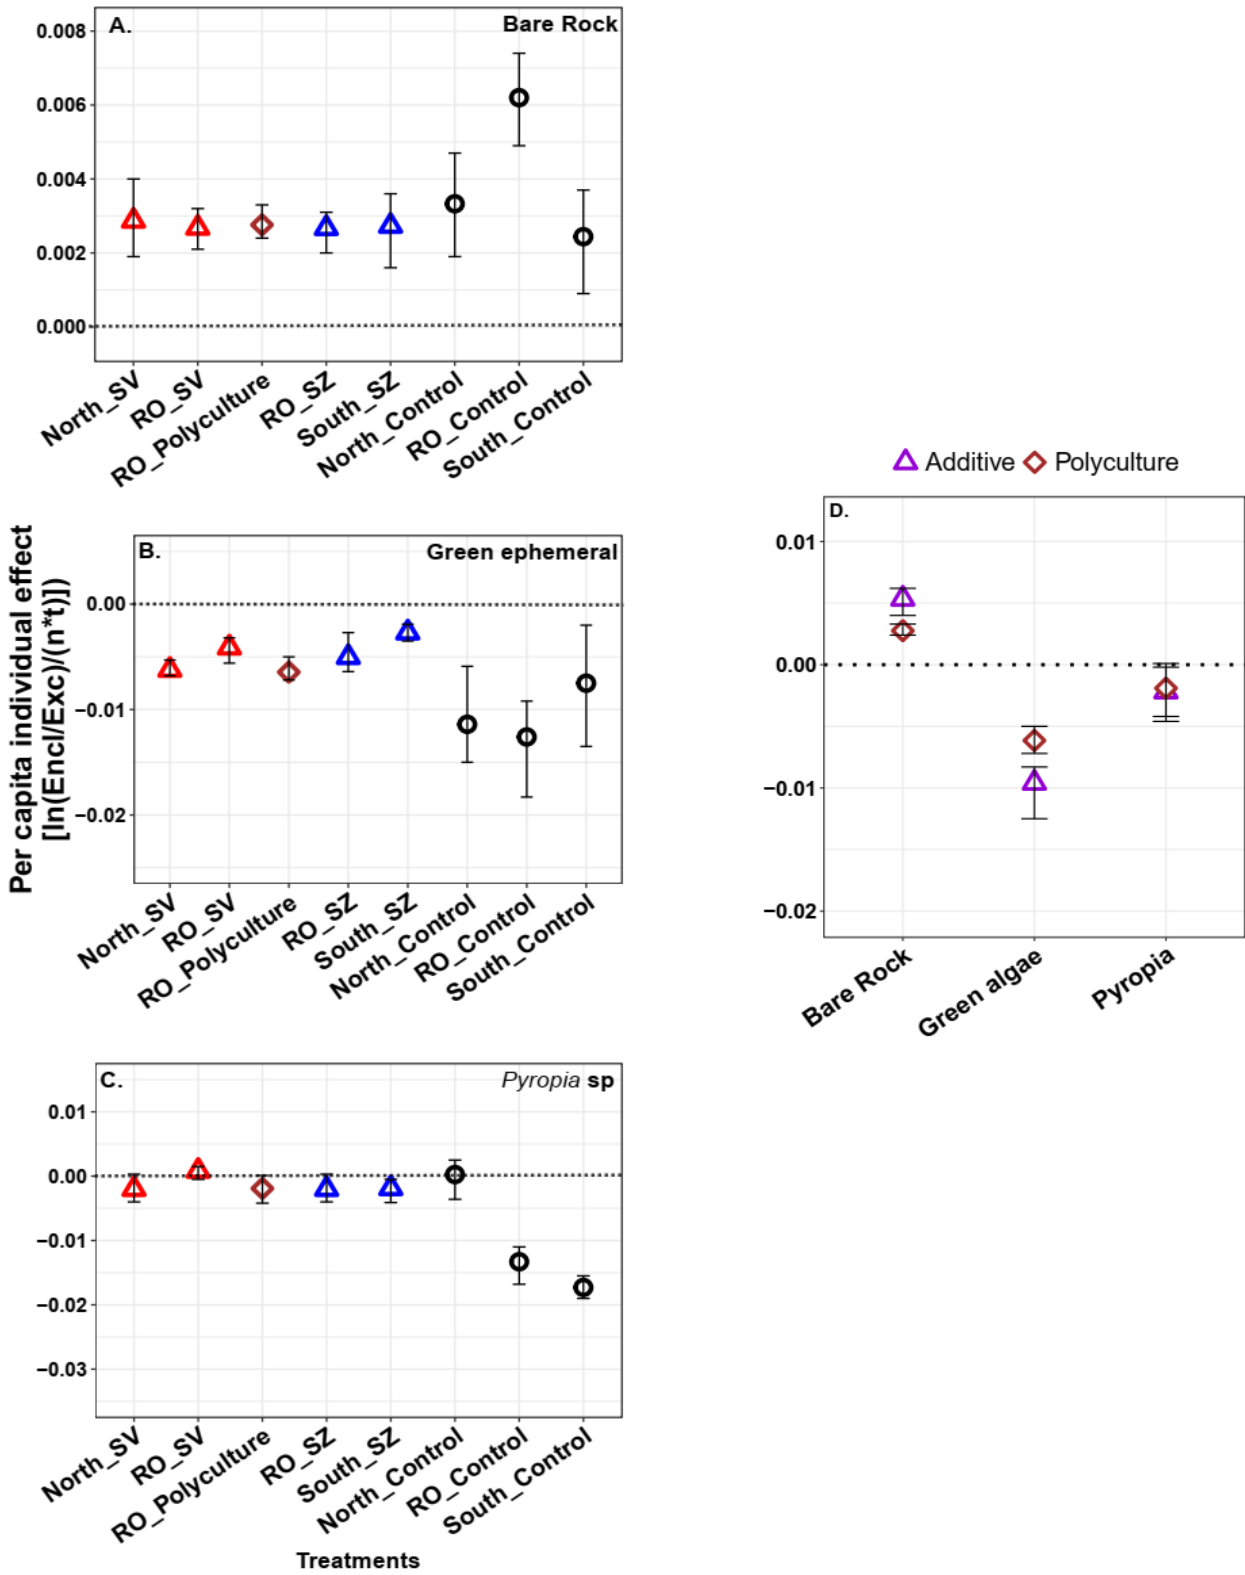 A.
Bare Rock
0.008
0.006
0.004
0.002
0.000
North_SV
RO_SV
RO_Polyculture
RO_SZ
South_SZ
North_Control
RO_Control
South_Control
Per capita individual effect
[ln(Encl/Exc)/(n*t)])
B.
Green ephemeral
0.00
−0.01
−0.02
North_SV
RO_SV
RO_Polyculture
RO_SZ
South_SZ
North_Control
RO_Control
South_Control
C.
Pyropia sp
0.01
0.00
−0.01
−0.02
−0.03
North_SV
RO_SV
RO_Polyculture
RO_SZ
South_SZ
North_Control
RO_Control
South_Control
Treatments
Additive Polyculture
D.
0.01
0.00
−0.01
−0.02
Bare Rock
Green algae
Pyropia